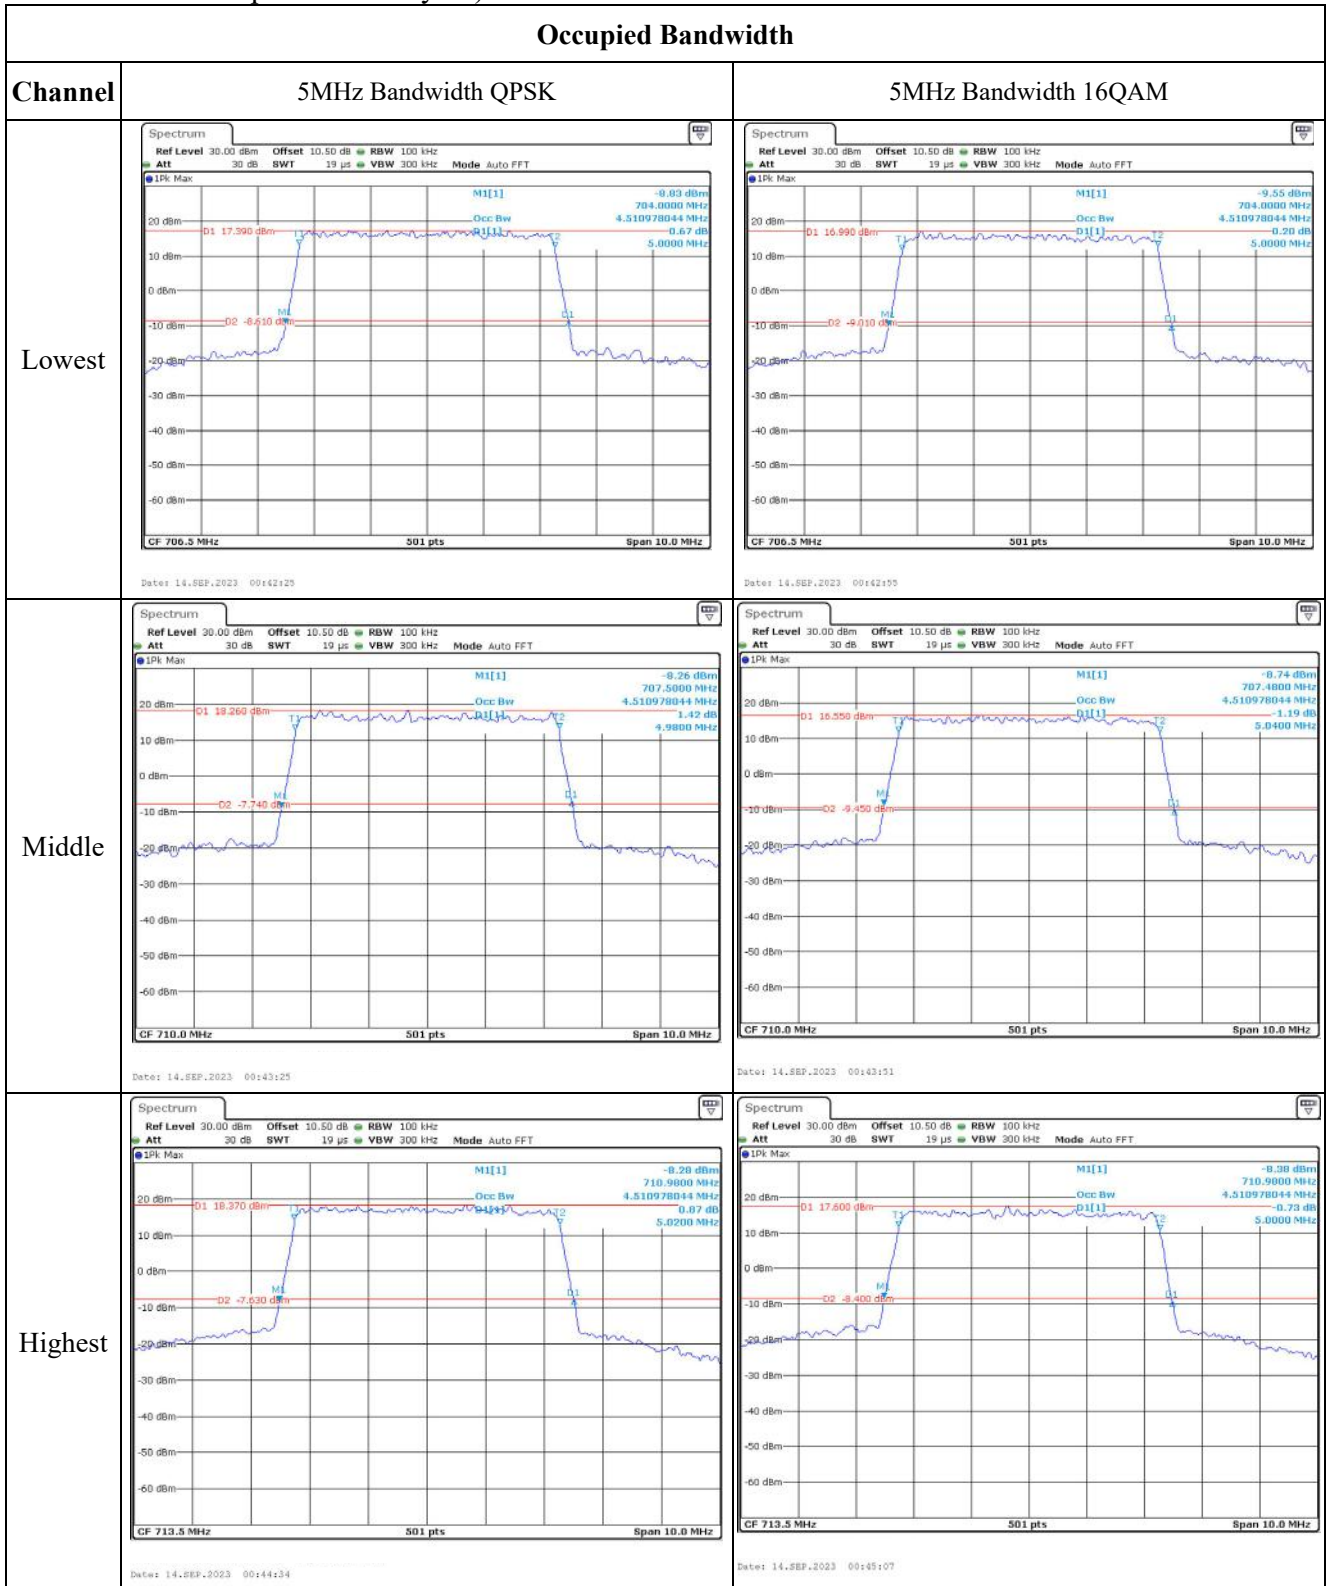 Occupied Bandwidth
Channel 5MHz Bandwidth QPSK 5MHz Bandwidth 16QAM
Lowest
Spectrum
Ref Level 30.00 dBm Offset 10.50 dB RBW 100 kHz
Att 30 dB SWT 19 µs VBW 300 kHz Mode Auto FFT
1Pk Max
M1[1] -8.83 dBm
704.0000 MHz
20 dBm
Occ Bw 4.510978044 MHz
D1 17.390 dBm T1 D1[1] T2 0.67 dB
5.0000 MHz
10 dBm
0 dBm
M1 D1
-10 dBm D2 -8.610 dBm
-20 dBm
-30 dBm
-40 dBm
-50 dBm
-60 dBm
CF 706.5 MHz 501 pts Span 10.0 MHz
Date: 14.SEP.2023 00:42:25
Spectrum
Ref Level 30.00 dBm Offset 10.50 dB RBW 100 kHz
Att 30 dB SWT 19 µs VBW 300 kHz Mode Auto FFT
1Pk Max
M1[1] -9.55 dBm
704.0000 MHz
20 dBm
Occ Bw 4.510978044 MHz
D1 16.990 dBm T1 D1[1] T2 0.20 dB
5.0000 MHz
10 dBm
0 dBm
M1 D1
-10 dBm D2 -9.010 dBm
-20 dBm
-30 dBm
-40 dBm
-50 dBm
-60 dBm
CF 706.5 MHz 501 pts Span 10.0 MHz
Date: 14.SEP.2023 00:42:55
Middle
Spectrum
Ref Level 30.00 dBm Offset 10.50 dB RBW 100 kHz
Att 30 dB SWT 19 µs VBW 300 kHz Mode Auto FFT
1Pk Max
M1[1] -8.26 dBm
707.5000 MHz
20 dBm
Occ Bw 4.510978044 MHz
D1 18.260 dBm T1 D1[1] T2 1.42 dB
4.9800 MHz
10 dBm
0 dBm
M1 D1
-10 dBm D2 -7.740 dBm
-20 dBm
-30 dBm
-40 dBm
-50 dBm
-60 dBm
CF 710.0 MHz 501 pts Span 10.0 MHz
Date: 14.SEP.2023 00:43:25
Spectrum
Ref Level 30.00 dBm Offset 10.50 dB RBW 100 kHz
Att 30 dB SWT 19 µs VBW 300 kHz Mode Auto FFT
1Pk Max
M1[1] -8.74 dBm
707.4800 MHz
20 dBm
Occ Bw 4.510978044 MHz
D1 16.550 dBm T1 D1[1] T2 -1.19 dB
5.0400 MHz
10 dBm
0 dBm
M1 D1
-10 dBm D2 -9.450 dBm
-20 dBm
-30 dBm
-40 dBm
-50 dBm
-60 dBm
CF 710.0 MHz 501 pts Span 10.0 MHz
Date: 14.SEP.2023 00:43:51
Highest
Spectrum
Ref Level 30.00 dBm Offset 10.50 dB RBW 100 kHz
Att 30 dB SWT 19 µs VBW 300 kHz Mode Auto FFT
1Pk Max
M1[1] -8.28 dBm
710.9800 MHz
20 dBm
Occ Bw 4.510978044 MHz
D1 18.370 dBm T1 D1[1] T2 0.87 dB
5.0200 MHz
10 dBm
0 dBm
M1 D1
-10 dBm D2 -7.630 dBm
-20 dBm
-30 dBm
-40 dBm
-50 dBm
-60 dBm
CF 713.5 MHz 501 pts Span 10.0 MHz
Date: 14.SEP.2023 00:44:34
Spectrum
Ref Level 30.00 dBm Offset 10.50 dB RBW 100 kHz
Att 30 dB SWT 19 µs VBW 300 kHz Mode Auto FFT
1Pk Max
M1[1] -8.38 dBm
710.9800 MHz
20 dBm
Occ Bw 4.510978044 MHz
D1 17.600 dBm T1 D1[1] T2 -0.73 dB
5.0000 MHz
10 dBm
0 dBm
M1 D1
-10 dBm D2 -8.400 dBm
-20 dBm
-30 dBm
-40 dBm
-50 dBm
-60 dBm
CF 713.5 MHz 501 pts Span 10.0 MHz
Date: 14.SEP.2023 00:45:07